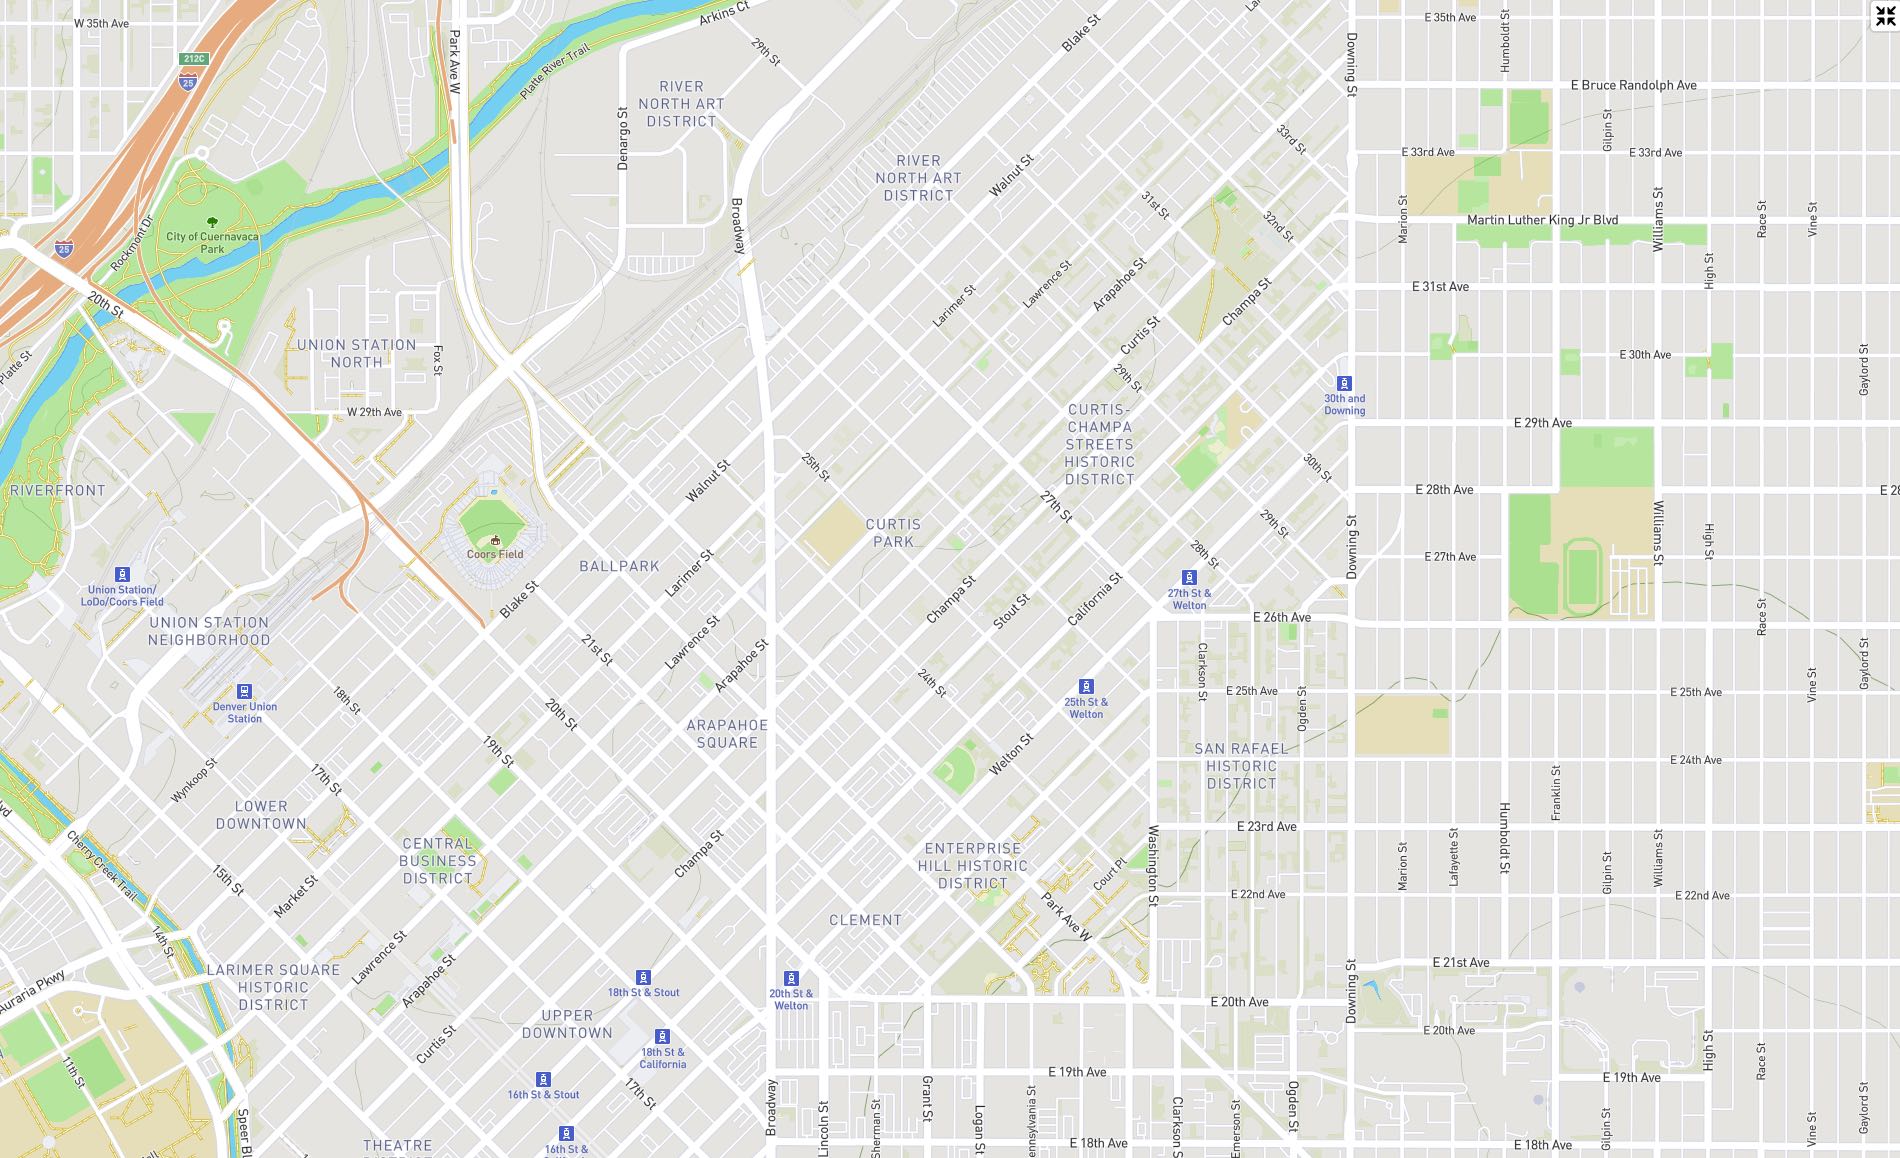 W 35th Ave
Park Ave W
Arkins Ct
29th St
Blake St
Downing St
E 35th Ave
Humboldt St
212C
25
Platte River Trail
Denargo St
RIVER
NORTH ART
DISTRICT
E Bruce Randolph Ave
Gilpin St
33rd St
E 33rd Ave
E 33rd Ave
RIVER
NORTH ART
DISTRICT
Walnut St
31st St
32nd St
Marion St
Martin Luther King Jr Blvd
Williams St
Race St
Vine St
City of Cuernavaca
Park
Rockmont Dr
25
Broadway
20th St
Larimer St
Lawrence St
Arapahoe St
Champa St
E 31st Ave
High St
UNION STATION
NORTH
Fox St
Platte St
Curtis St
29th St
E 30th Ave
Gaylord St
30th and
Downing
W 29th Ave
CURTIS-
CHAMPA
STREETS
HISTORIC
DISTRICT
E 29th Ave
RIVERFRONT
Walnut St
25th St
27th St
30th St
E 28th Ave
E 28
Coors Field
CURTIS
PARK
29th St
Downing St
Williams St
High St
BALLPARK
Larimer St
28th St
E 27th Ave
Union Station/
LoDo/Coors Field
Blake St
Champa St
Stout St
California St
27th St &
Welton
E 26th Ave
Race St
UNION STATION
NEIGHBORHOOD
21st St
Lawrence St
Arapahoe St
24th St
Clarkson St
Gaylord St
Denver Union
Station
18th St
20th St
25th St &
Welton
E 25th Ave
Ogden St
E 25th Ave
Vine St
ARAPAHOE
SQUARE
19th St
Welton St
SAN RAFAEL
HISTORIC
DISTRICT
E 24th Ave
Wynkoop St
17th St
LOWER
DOWNTOWN
Franklin St
Humboldt St
E 23rd Ave
Cherry Creek Trail
CENTRAL
BUSINESS
DISTRICT
Champa St
ENTERPRISE
HILL HISTORIC
DISTRICT
Court Pl
Washington St
Marion St
Lafayette St
Gilpin St
Williams St
15th St
Market St
E 22nd Ave
E 22nd Ave
Park Ave W
CLEMENT
14th St
Lawrence St
Arapahoe St
LARIMER SQUARE
HISTORIC
DISTRICT
Auraria Pkwy
18th St & Stout
20th St &
Welton
E 21st Ave
Downing St
E 20th Ave
E 20th Ave
UPPER
DOWNTOWN
Curtis St
18th St &
California
11th St
High St
Race St
E 19th Ave
E 19th Ave
16th St & Stout
17th St
Broadway
Lincoln St
Sherman St
Grant St
Logan St
ennsylvania St
Clarkson S
Emerson St
Ogden St
Gilpin St
Vine St
Gaylord St
Speer Bl
THEATRE
16th St &
E 18th Ave
E 18th Ave